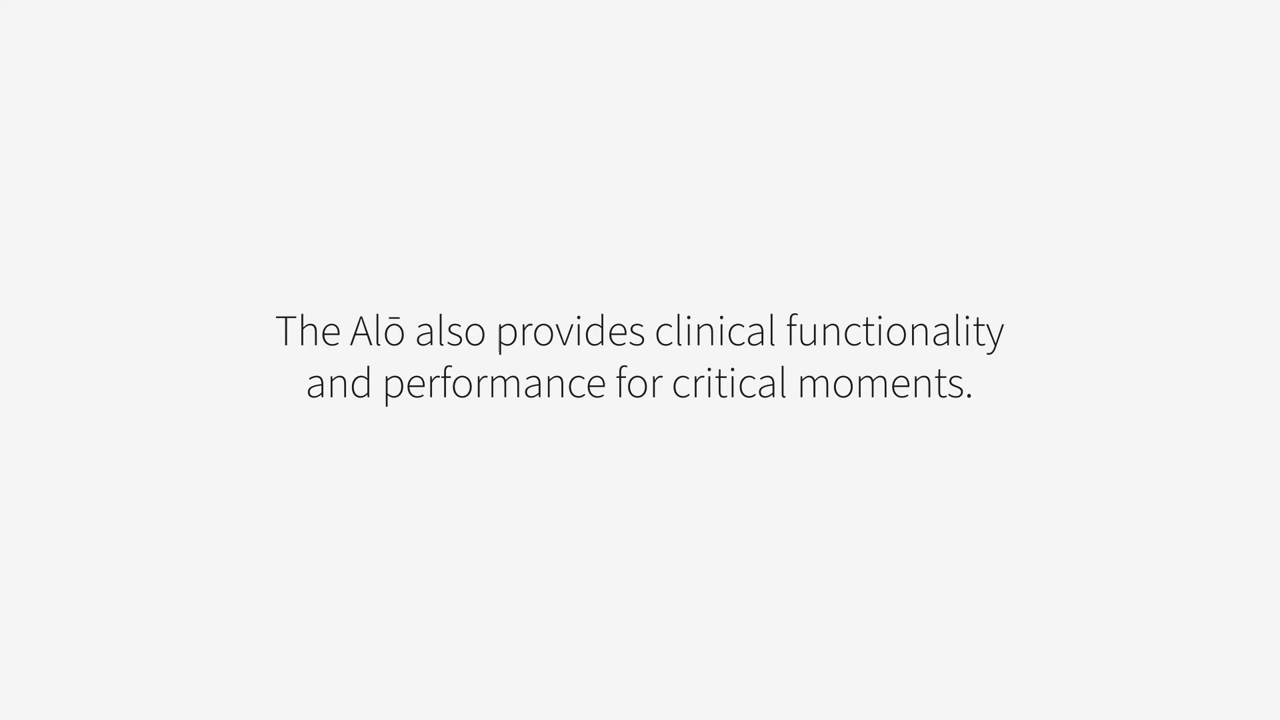 The Alō also provides clinical functionality
and performance for critical moments.